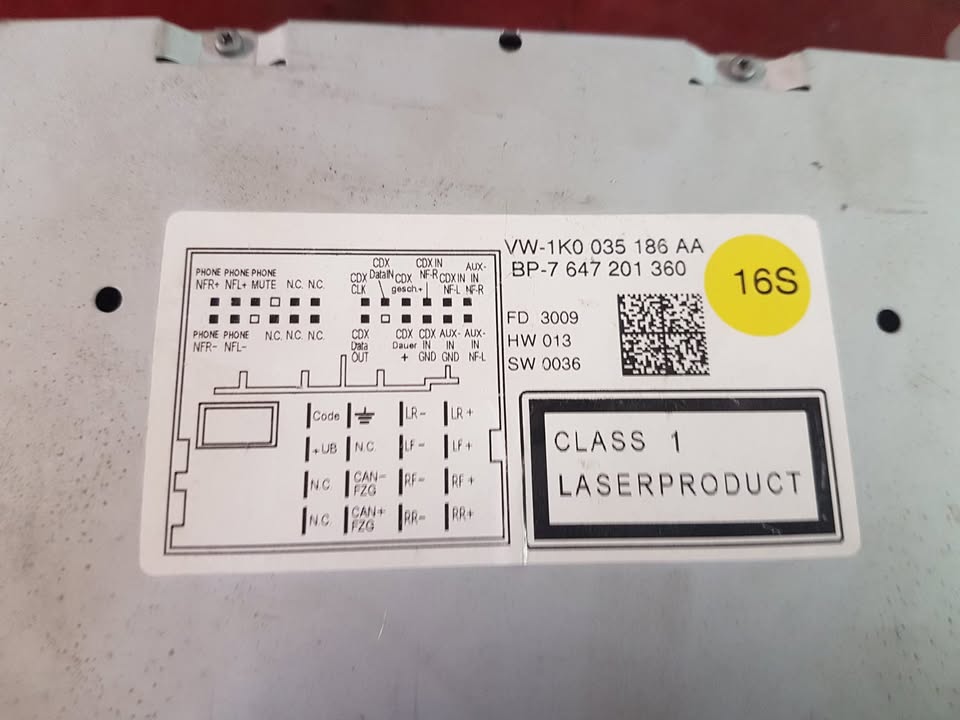 VW-1K0 035 186 AA
BP-7 647 201 360
16S
FD 3009
HW 013
SW 0036
PHONE PHONE PHONE
NFR+ NFL+ MUTE N.C. N.C.
PHONE PHONE N.C. N.C. N.C.
NFR- NFL-
CDX CLK
CDX DataIN
CDX gesch.+
CDX IN NF-R
CDX IN NF-L
AUX-IN NF-R
CDX Data OUT
CDX Dauer +
CDX IN GND
AUX-IN GND
AUX-IN NF-L
Code LR- LR+
+UB N.C. LF- LF+
N.C. CAN- FZG RF- RF+
N.C. CAN+ FZG RR- RR+
CLASS 1
LASERPRODUCT